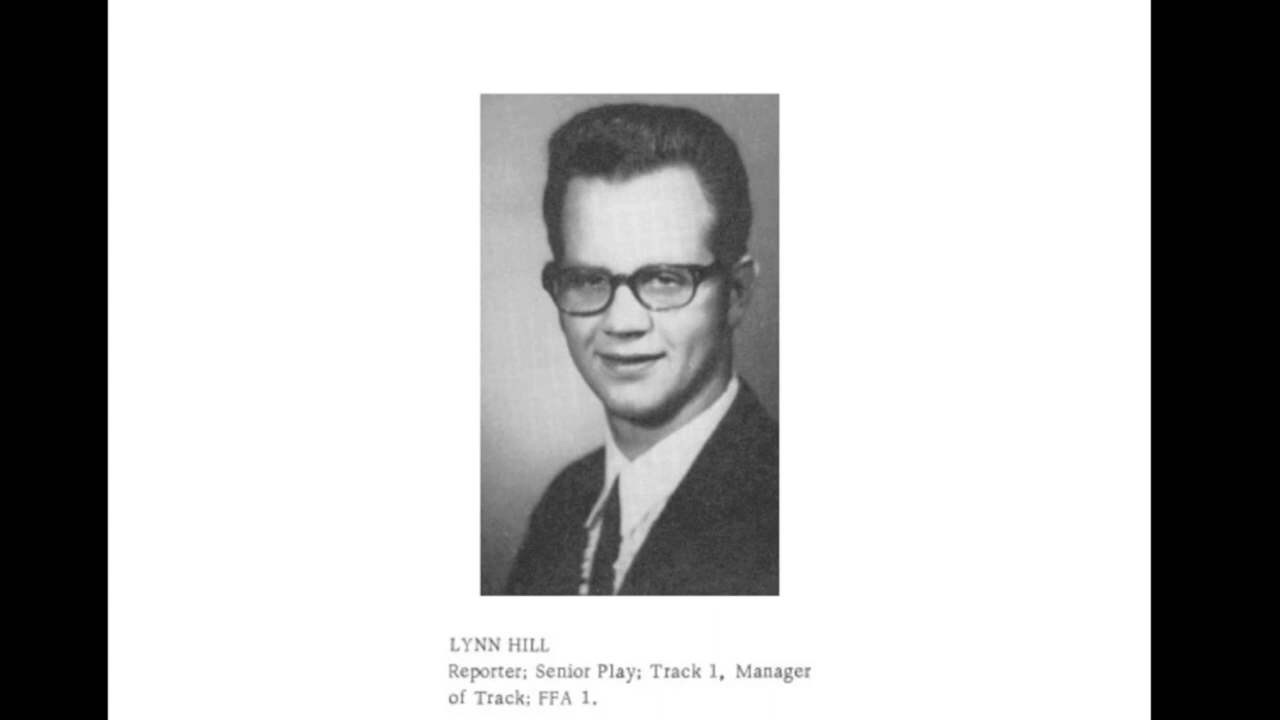 LYNN HILL
Reporter; Senior Play; Track 1, Manager
of Track; FFA 1.